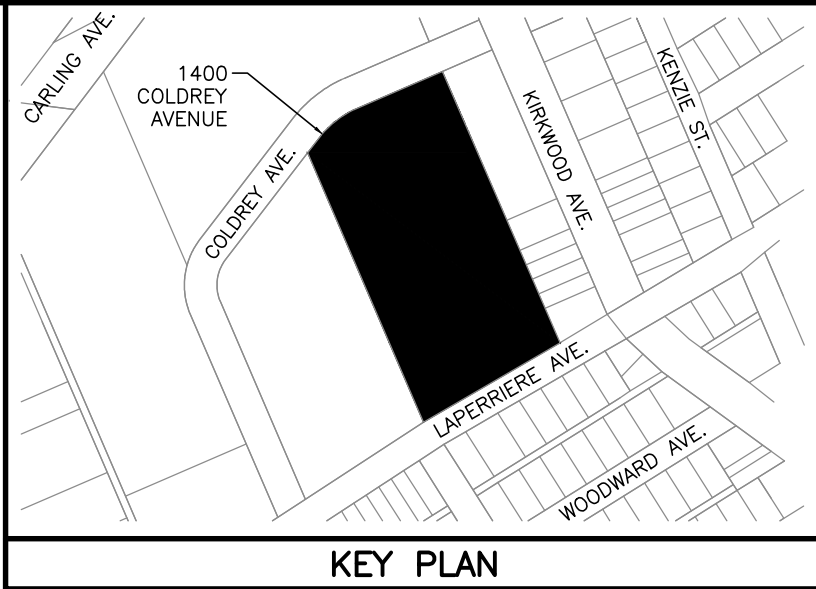 CARLING AVE.
1400
COLDREY
AVENUE
KENZIE ST.
KIRKWOOD AVE.
COLDREY AVE.
LAPERRIERE AVE.
WOODWARD AVE.
KEY PLAN